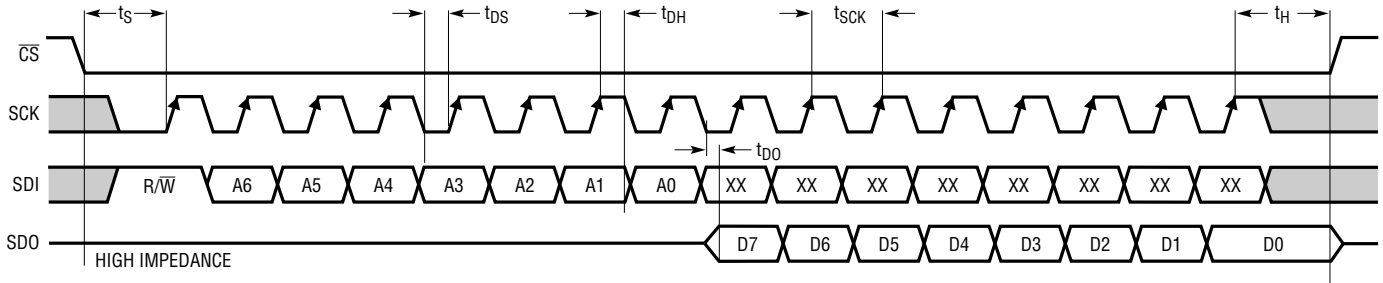 tS tDS tDH tSCK tH
CS
SCK
tDO
SDI R/W A6 A5 A4 A3 A2 A1 A0 XX XX XX XX XX XX XX XX
SDO D7 D6 D5 D4 D3 D2 D1 D0
HIGH IMPEDANCE